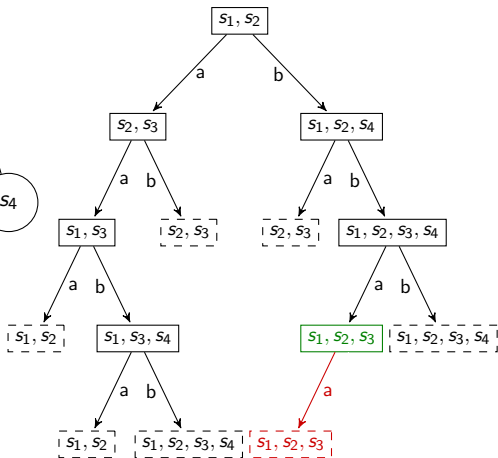 s₁, s₂
a b
s₂, s₃ s₁, s₂, s₄
a b a b
s₄
s₁, s₃ s₂, s₃ s₂, s₃ s₁, s₂, s₃, s₄
a b a b
s₁, s₂ s₁, s₃, s₄ s₁, s₂, s₃ s₁, s₂, s₃, s₄
a b a
s₁, s₂ s₁, s₂, s₃, s₄ s₁, s₂, s₃